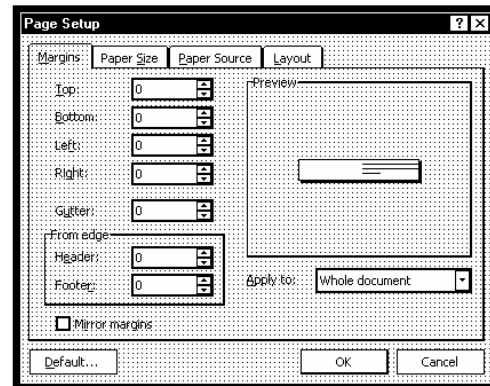 Page Setup
Margins Paper Size Paper Source Layout
Top: 0
Preview
Bottom: 0
Left: 0
Right: 0
Gutter: 0
From edge
Header: 0
Apply to: Whole document
Footer: 0
Mirror margins
Default... OK Cancel